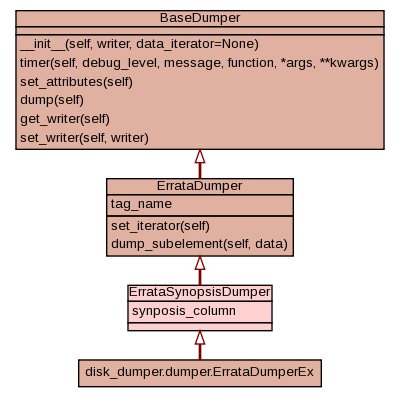 BaseDumper
__init__(self, writer, data_iterator=None)
timer(self, debug_level, message, function, *args, **kwargs)
set_attributes(self)
dump(self)
get_writer(self)
set_writer(self, writer)
ErrataDumper
tag_name
set_iterator(self)
dump_subelement(self, data)
ErrataSynopsisDumper
synposis_column
disk_dumper.dumper.ErrataDumperEx